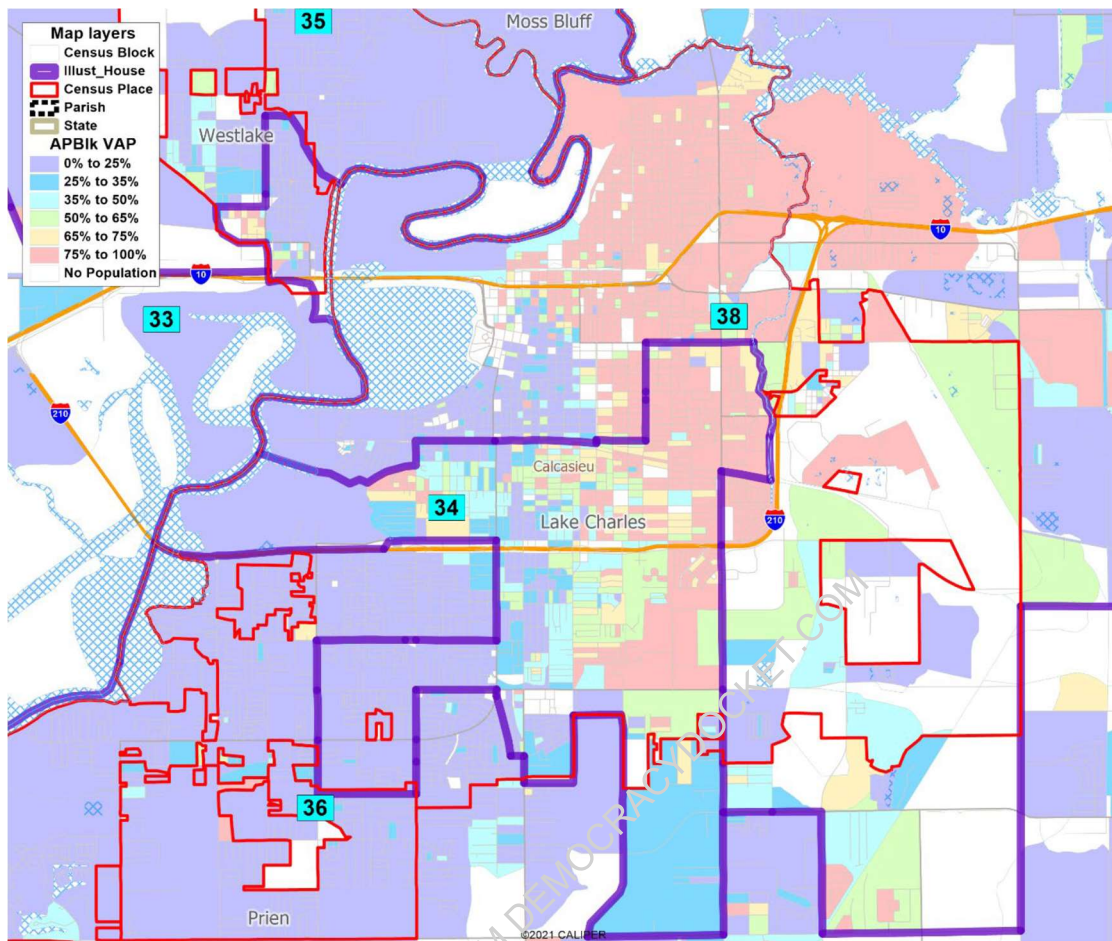 35
Moss Bluff
Map layers
Census Block
Illust_House
Census Place
Parish
State
APBlk VAP
0% to 25%
25% to 35%
35% to 50%
50% to 65%
65% to 75%
75% to 100%
No Population
Westlake
10
10
33
38
210
Calcasieu
34
Lake Charles
210
36
Prien
M DEMOCRACYDOCKET.COM
©2021 CALIPER